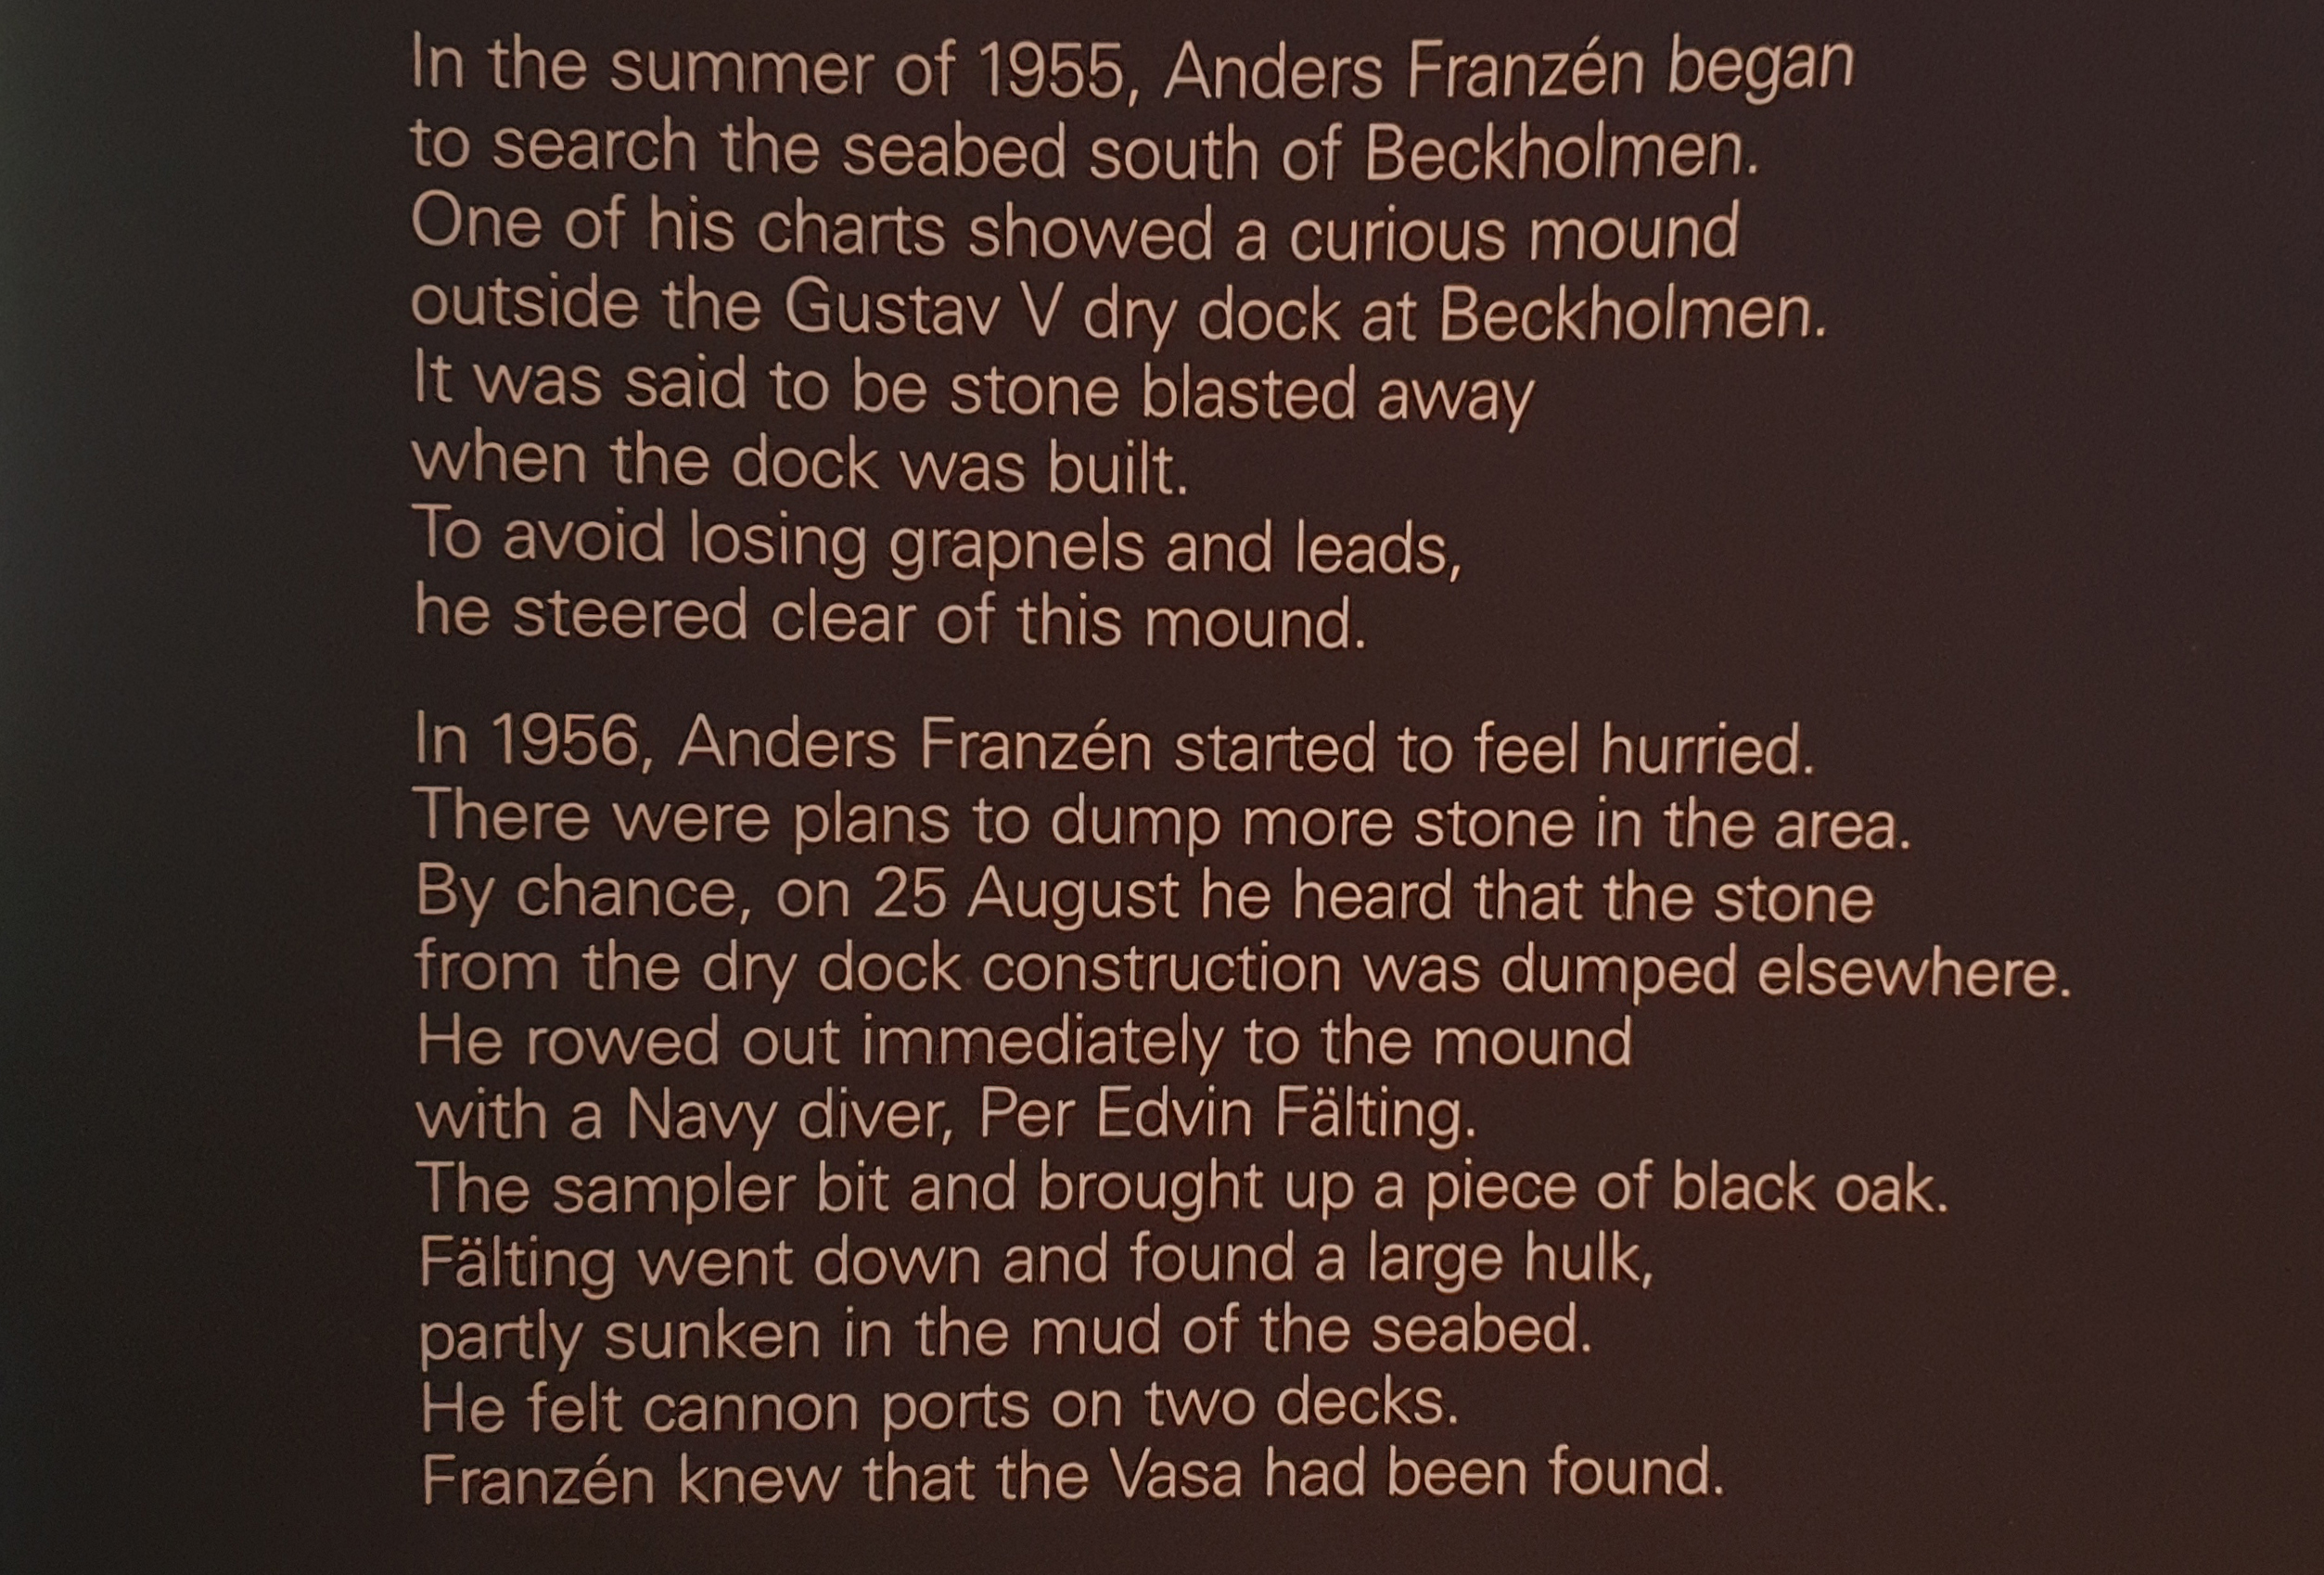 In the summer of 1955, Anders Franzén began
to search the seabed south of Beckholmen.
One of his charts showed a curious mound
outside the Gustav V dry dock at Beckholmen.
It was said to be stone blasted away
when the dock was built.
To avoid losing grapnels and leads,
he steered clear of this mound.
In 1956, Anders Franzén started to feel hurried.
There were plans to dump more stone in the area.
By chance, on 25 August he heard that the stone
from the dry dock construction was dumped elsewhere.
He rowed out immediately to the mound
with a Navy diver, Per Edvin Fälting.
The sampler bit and brought up a piece of black oak.
Fälting went down and found a large hulk,
partly sunken in the mud of the seabed.
He felt cannon ports on two decks.
Franzén knew that the Vasa had been found.